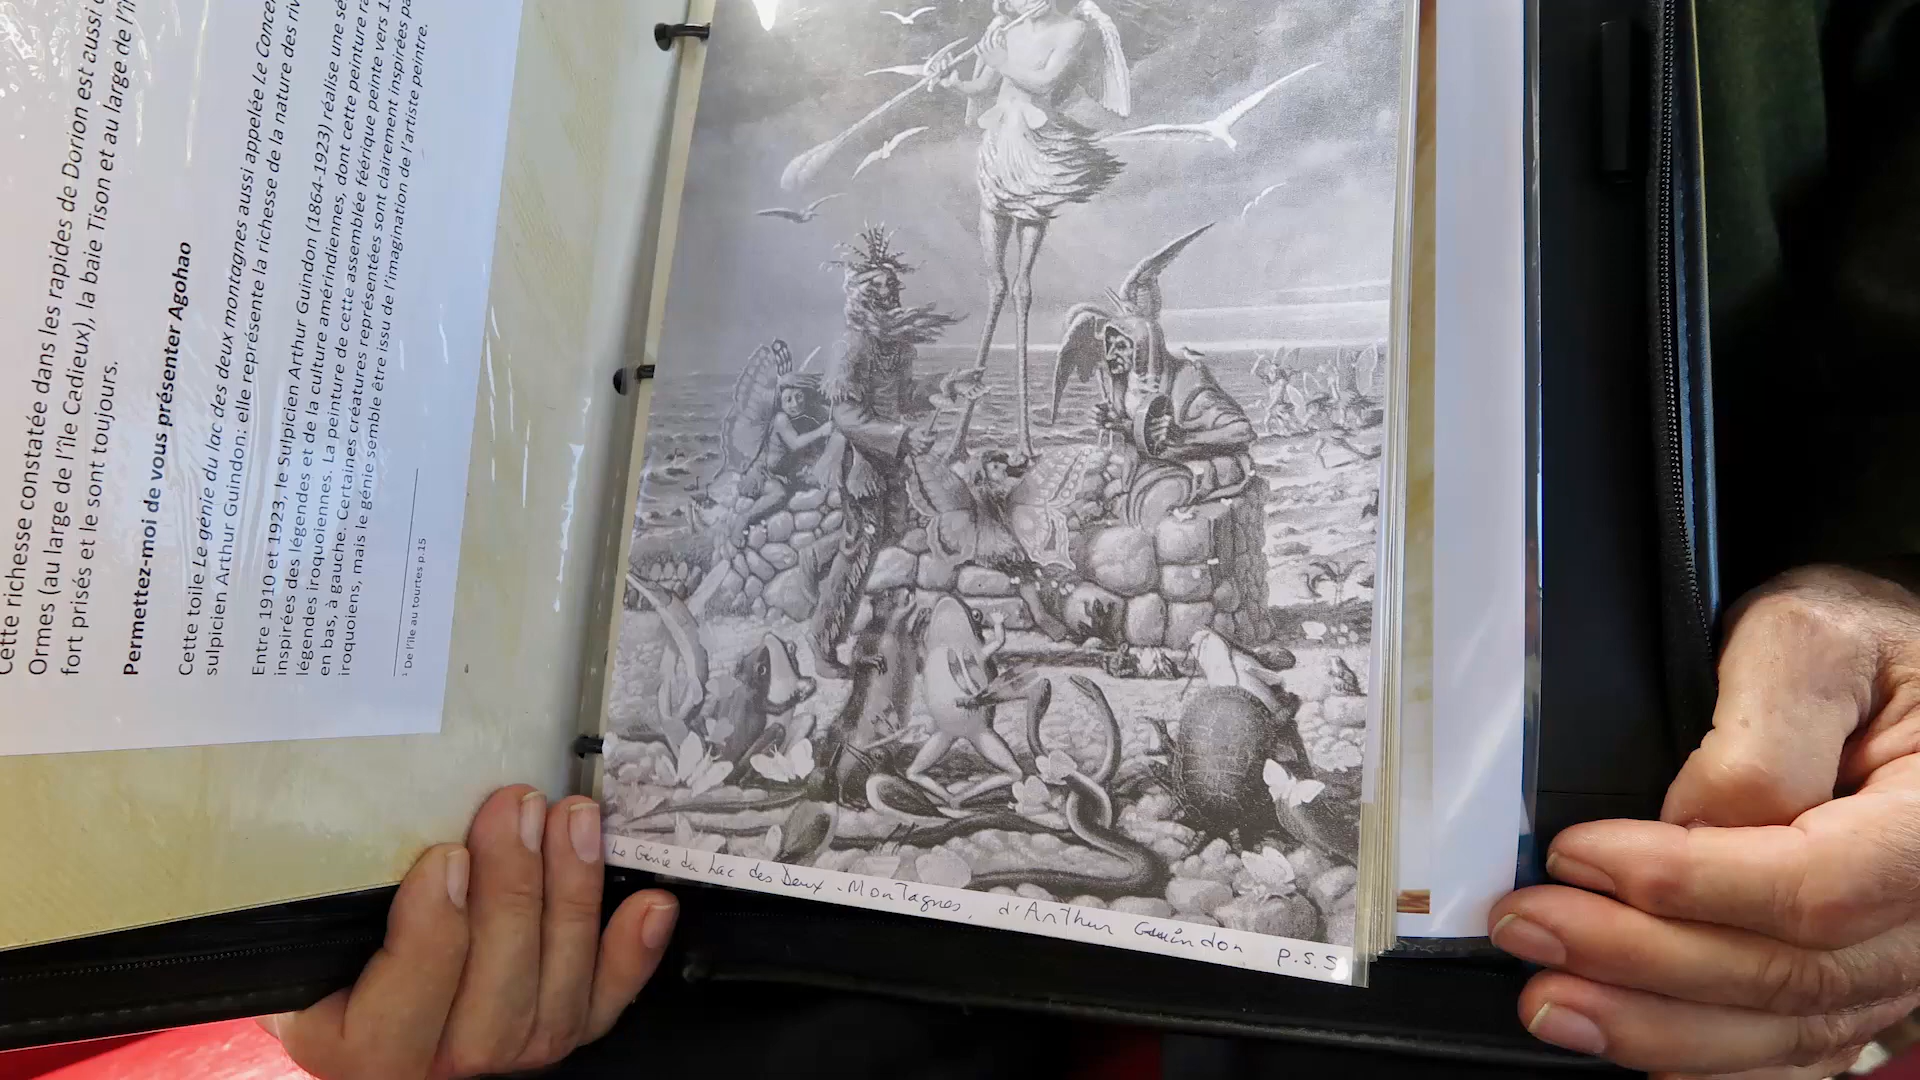 Cette richesse constatée dans les rapides de Dorion est aussi
Ormes (au large de l'île Cadieux), la baie Tison et au large de l'î
fort prisés et le sont toujours.
Permettez-moi de vous présenter Agohao
Cette toile Le génie du lac des deux montagnes aussi appelée Le Concer
sulpicien Arthur Guindon; elle représente la richesse de la nature des riv
Entre 1910 et 1923, le Sulpicien Arthur Guindon (1864-1923) réalise une sé
inspirées des légendes et de la culture amérindiennes, dont cette peinture ra
légendes iroquoiennes. La peinture de cette assemblée féérique peinte vers 1
en bas, à gauche. Certaines créatures représentées sont clairement inspirées pa
iroquoiens, mais le génie semble être issu de l'imagination de l'artiste peintre.
1 De l'île au tourtes p.15
Le Génie du Lac des Deux-Montagnes, d'Arthur Guindon p.s.s.